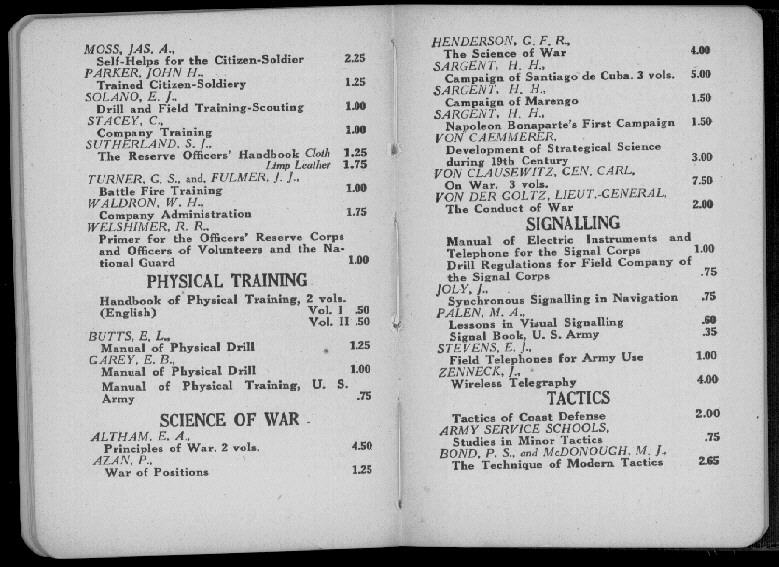 MOSS, JAS. A.,
Self-Helps for the Citizen-Soldier 2.25
PARKER, JOHN H.,
Trained Citizen-Soldiery 1.25
SOLANO, E. J.,
Drill and Field Training-Scouting 1.00
STACEY, C.,
Company Training 1.00
SUTHERLAND, S. J.,
The Reserve Officers' Handbook Cloth 1.25
Limp Leather 1.75
TURNER, G. S., and, FULMER, J. J.,
Battle Fire Training 1.00
WALDRON, W. H.,
Company Administration 1.75
WELSHIMER, R. R.,
Primer for the Officers' Reserve Corps
and Officers of Volunteers and the Na-
tional Guard 1.00
PHYSICAL TRAINING
Handbook of Physical Training, 2 vols.
(English) Vol. I .50
Vol. II .50
BUTTS, E. L.,
Manual of Physical Drill 1.25
GAREY, E. B.,
Manual of Physical Drill 1.00
Manual of Physical Training, U. S.
Army .75
SCIENCE OF WAR
ALTHAM, E. A.,
Principles of War. 2 vols. 4.50
AZAN, P.,
War of Positions 1.25
HENDERSON, G. F. R.,
The Science of War 4.00
SARGENT, H. H.,
Campaign of Santiago de Cuba. 3 vols. 5.00
SARGENT, H. H.,
Campaign of Marengo 1.50
SARGENT, H. H.,
Napoleon Bonaparte's First Campaign 1.50
VON CAEMMERER,
Development of Strategical Science
during 19th Century 3.00
VON CLAUSEWITZ, GEN. CARL,
On War. 3 vols. 7.50
VON DER GOLTZ, LIEUT.-GENERAL,
The Conduct of War 2.00
SIGNALLING
Manual of Electric Instruments and
Telephone for the Signal Corps 1.00
Drill Regulations for Field Company of
the Signal Corps .75
JOLY, J.,
Synchronous Signalling in Navigation .75
PALEN, M. A.,
Lessons in Visual Signalling .60
Signal Book, U. S. Army .35
STEVENS, E. J.,
Field Telephones for Army Use 1.00
ZENNECK, J.,
Wireless Telegraphy 4.00
TACTICS
Tactics of Coast Defense 2.00
ARMY SERVICE SCHOOLS,
Studies in Minor Tactics .75
BOND, P. S., and McDONOUGH, M. J.,
The Technique of Modern Tactics 2.65